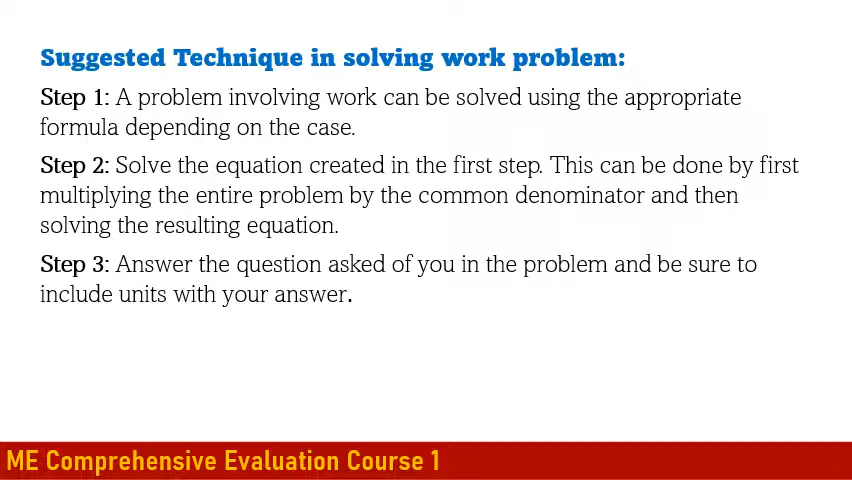 Suggested Technique in solving work problem:
Step 1: A problem involving work can be solved using the appropriate
formula depending on the case.
Step 2: Solve the equation created in the first step. This can be done by first
multiplying the entire problem by the common denominator and then
solving the resulting equation.
Step 3: Answer the question asked of you in the problem and be sure to
include units with your answer.
ME Comprehensive Evaluation Course 1